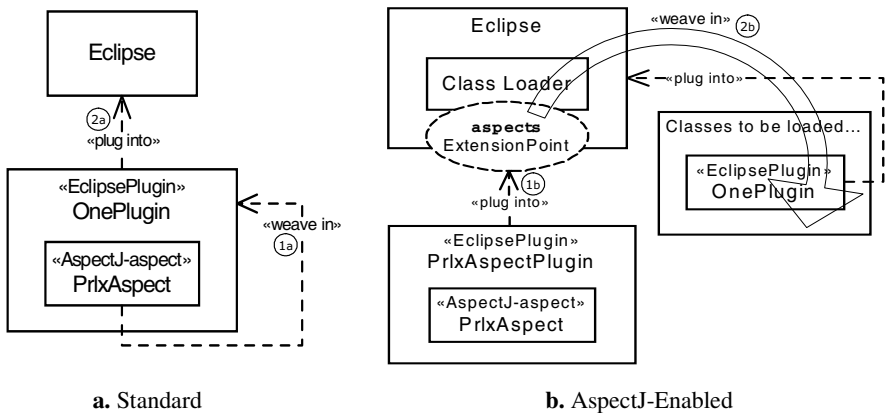 Eclipse
2a
«plug into»
«EclipsePlugin»
OnePlugin
«weave in»
1a
«AspectJ-aspect»
PrlxAspect
a. Standard
Eclipse
«weave in» 2b
Class Loader
«plug into»
aspects
ExtensionPoint
Classes to be loaded...
«EclipsePlugin»
OnePlugin
1b
«plug into»
«EclipsePlugin»
PrlxAspectPlugin
«AspectJ-aspect»
PrlxAspect
b. AspectJ-Enabled